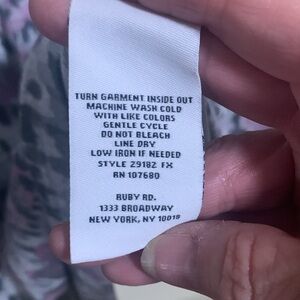 TURN GARMENT INSIDE OUT
MACHINE WASH COLD
WITH LIKE COLORS
GENTLE CYCLE
DO NOT BLEACH
LINE DRY
LOW IRON IF NEEDED
STYLE 29182 FX
RN 107680
RUBY RD.
1333 BROADWAY
NEW YORK, NY 10018